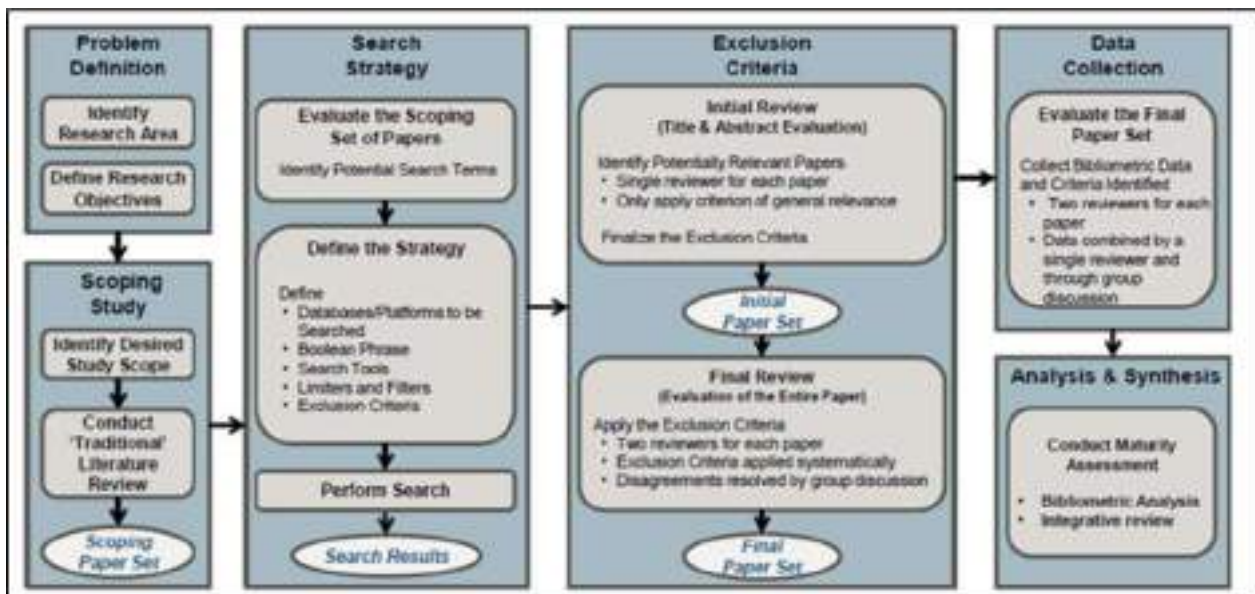 Problem
Definition
Identify
Research Area
Define Research
Objectives
Scoping
Study
Identify Desired
Study Scope
Conduct
'Traditional'
Literature
Review
Scoping
Paper Set
Search
Strategy
Evaluate the Scoping
Set of Papers
Identify Potential Search Terms
Define the Strategy
Define
• Databases/Platforms to be
Searched
• Boolean Phrase
• Search Tools
• Limiters and Filters
• Exclusion Criteria
Perform Search
Search Results
Exclusion
Criteria
Initial Review
(Title & Abstract Evaluation)
Identify Potentially Relevant Papers
• Single reviewer for each paper
• Only apply criterion of general relevance
Finalize the Exclusion Criteria
Initial
Paper Set
Final Review
(Evaluation of the Entire Paper)
Apply the Exclusion Criteria
• Two reviewers for each paper
• Exclusion Criteria applied systematically
• Disagreements resolved by group discussion
Final
Paper Set
Data
Collection
Evaluate the Final
Paper Set
Collect Bibliometric Data
and Criteria Identified
• Two reviewers for each
paper
• Data combined by a
single reviewer and
through group
discussion
Analysis & Synthesis
Conduct Maturity
Assessment
• Bibliometric Analysis
• Integrative review